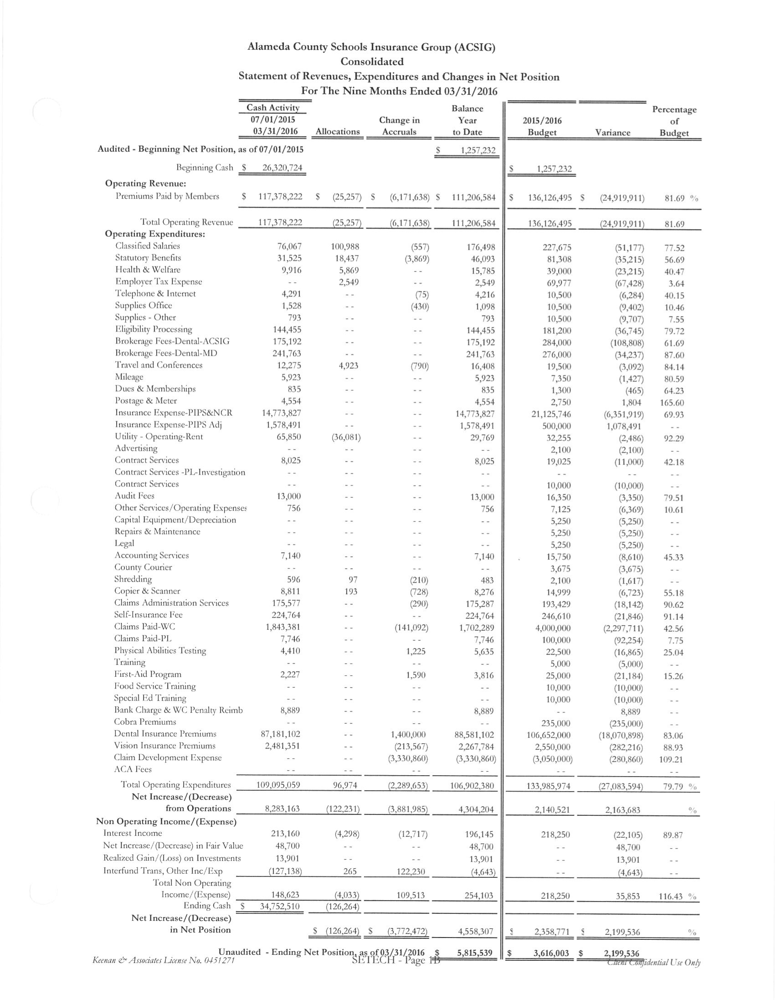 Alameda County Schools Insurance Group (ACSIG)
Consolidated
Statement of Revenues, Expenditures and Changes in Net Position
For The Nine Months Ended 03/31/2016
Cash Activity Balance Percentage
07/01/2015 Change in Year 2015/2016 of
03/31/2016 Allocations Accruals to Date Budget Variance Budget
Audited - Beginning Net Position, as of 07/01/2015 $ 1,257,232
Beginning Cash $ 26,320,724 $ 1,257,232
Operating Revenue:
Premiums Paid by Members $ 117,378,222 $ (25,257) $ (6,171,638) $ 111,206,584 $ 136,126,495 $ (24,919,911) 81.69 %
Total Operating Revenue 117,378,222 (25,257) (6,171,638) 111,206,584 136,126,495 (24,919,911) 81.69
Operating Expenditures:
Classified Salaries 76,067 100,988 (557) 176,498 227,675 (51,177) 77.52
Statutory Benefits 31,525 18,437 (3,869) 46,093 81,308 (35,215) 56.69
Health & Welfare 9,916 5,869 -- 15,785 39,000 (23,215) 40.47
Employer Tax Expense -- 2,549 -- 2,549 69,977 (67,428) 3.64
Telephone & Internet 4,291 -- (75) 4,216 10,500 (6,284) 40.15
Supplies Office 1,528 -- (430) 1,098 10,500 (9,402) 10.46
Supplies - Other 793 -- -- 793 10,500 (9,707) 7.55
Eligibility Processing 144,455 -- -- 144,455 181,200 (36,745) 79.72
Brokerage Fees-Dental-ACSIG 175,192 -- -- 175,192 284,000 (108,808) 61.69
Brokerage Fees-Dental-MD 241,763 -- -- 241,763 276,000 (34,237) 87.60
Travel and Conferences 12,275 4,923 (790) 16,408 19,500 (3,092) 84.14
Mileage 5,923 -- -- 5,923 7,350 (1,427) 80.59
Dues & Memberships 835 -- -- 835 1,300 (465) 64.23
Postage & Meter 4,554 -- -- 4,554 2,750 1,804 165.60
Insurance Expense-PIPS&NCR 14,773,827 -- -- 14,773,827 21,125,746 (6,351,919) 69.93
Insurance Expense-PIPS Adj 1,578,491 -- -- 1,578,491 500,000 1,078,491 --
Utility - Operating-Rent 65,850 (36,081) -- 29,769 32,255 (2,486) 92.29
Advertising -- -- -- -- 2,100 (2,100) --
Contract Services 8,025 -- -- 8,025 19,025 (11,000) 42.18
Contract Services -PL-Investigation -- -- -- -- -- -- --
Contract Services -- -- -- -- 10,000 (10,000) --
Audit Fees 13,000 -- -- 13,000 16,350 (3,350) 79.51
Other Services/Operating Expenses 756 -- -- 756 7,125 (6,369) 10.61
Capital Equipment/Depreciation -- -- -- -- 5,250 (5,250) --
Repairs & Maintenance -- -- -- -- 5,250 (5,250) --
Legal -- -- -- -- 5,250 (5,250) --
Accounting Services 7,140 -- -- 7,140 15,750 (8,610) 45.33
County Courier -- -- -- -- 3,675 (3,675) --
Shredding 596 97 (210) 483 2,100 (1,617) --
Copier & Scanner 8,811 193 (728) 8,276 14,999 (6,723) 55.18
Claims Administration Services 175,577 -- (290) 175,287 193,429 (18,142) 90.62
Self-Insurance Fee 224,764 -- -- 224,764 246,610 (21,846) 91.14
Claims Paid-WC 1,843,381 -- (141,092) 1,702,289 4,000,000 (2,297,711) 42.56
Claims Paid-PL 7,746 -- -- 7,746 100,000 (92,254) 7.75
Physical Abilities Testing 4,410 -- 1,225 5,635 22,500 (16,865) 25.04
Training -- -- -- -- 5,000 (5,000) --
First-Aid Program 2,227 -- 1,590 3,816 25,000 (21,184) 15.26
Food Service Training -- -- -- -- 10,000 (10,000) --
Special Ed Training -- -- -- -- 10,000 (10,000) --
Bank Charge & WC Penalty Reimb 8,889 -- -- 8,889 -- 8,889 --
Cobra Premiums -- -- -- -- 235,000 (235,000) --
Dental Insurance Premiums 87,181,102 -- 1,400,000 88,581,102 106,652,000 (18,070,898) 83.06
Vision Insurance Premiums 2,481,351 -- (213,567) 2,267,784 2,550,000 (282,216) 88.93
Claim Development Expense -- -- (3,330,860) (3,330,860) (3,050,000) (280,860) 109.21
ACA Fees -- -- -- -- -- -- --
Total Operating Expenditures 109,095,059 96,974 (2,289,653) 106,902,380 133,985,974 (27,083,594) 79.79 %
Net Increase/(Decrease)
from Operations 8,283,163 (122,231) (3,881,985) 4,304,204 2,140,521 2,163,683 %
Non Operating Income/(Expense)
Interest Income 213,160 (4,298) (12,717) 196,145 218,250 (22,105) 89.87
Net Increase/(Decrease) in Fair Value 48,700 -- -- 48,700 -- 48,700 --
Realized Gain/(Loss) on Investments 13,901 -- -- 13,901 -- 13,901 --
Interfund Trans, Other Inc/Exp (127,138) 265 122,230 (4,643) -- (4,643) --
Total Non Operating
Income/(Expense) 148,623 (4,033) 109,513 254,103 218,250 35,853 116.43 %
Ending Cash $ 34,752,510 (126,264)
Net Increase/(Decrease)
in Net Position $ (126,264) $ (3,772,472) 4,558,307 $ 2,358,771 $ 2,199,536 %
Unaudited - Ending Net Position, as of 03/31/2016 $ 5,815,539 $ 3,616,003 $ 2,199,536
Keenan & Associates License No. 0451271 SETECH - Page 1B Client Confidential Use Only